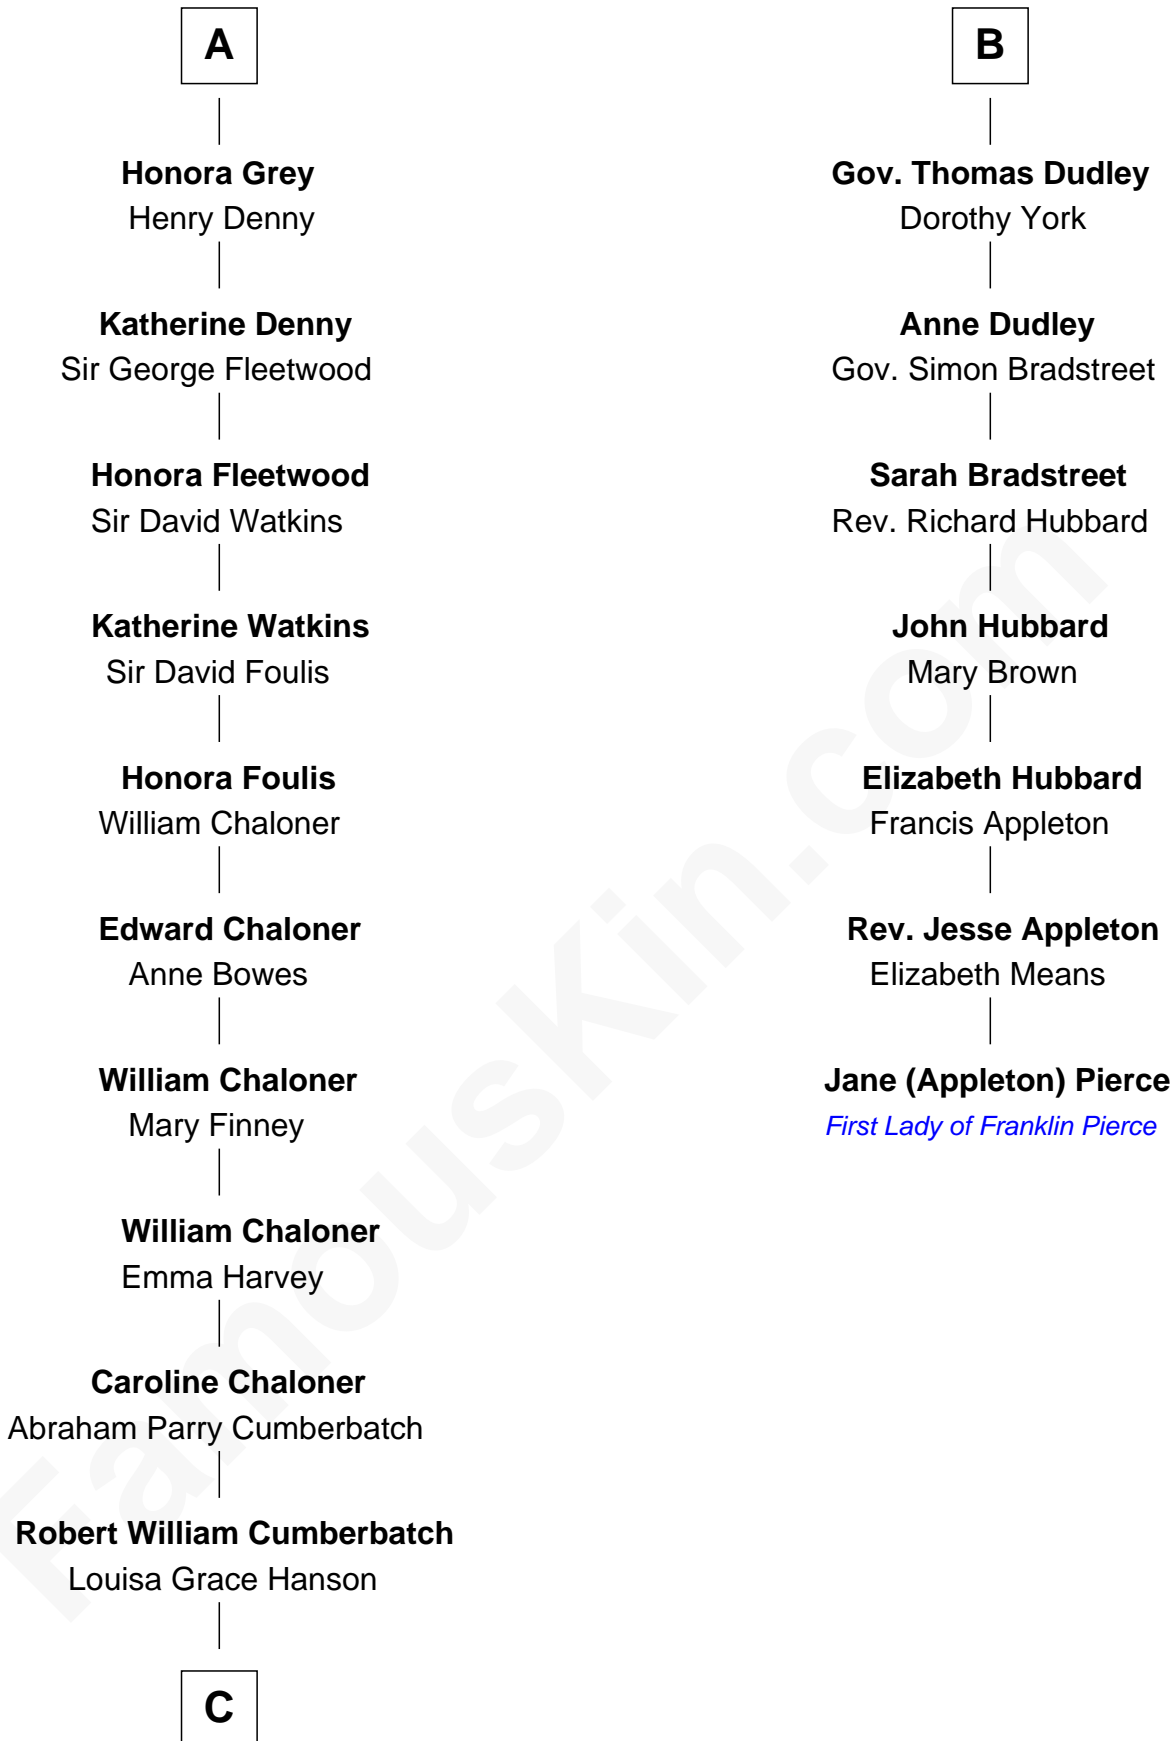 A
Honora Grey
Henry Denny
Katherine Denny
Sir George Fleetwood
Honora Fleetwood
Sir David Watkins
Katherine Watkins
Sir David Foulis
Honora Foulis
William Chaloner
Edward Chaloner
Anne Bowes
William Chaloner
Mary Finney
William Chaloner
Emma Harvey
Caroline Chaloner
Abraham Parry Cumberbatch
Robert William Cumberbatch
Louisa Grace Hanson
C
B
Gov. Thomas Dudley
Dorothy York
Anne Dudley
Gov. Simon Bradstreet
Sarah Bradstreet
Rev. Richard Hubbard
John Hubbard
Mary Brown
Elizabeth Hubbard
Francis Appleton
Rev. Jesse Appleton
Elizabeth Means
Jane (Appleton) Pierce
First Lady of Franklin Pierce
FamousKin.com